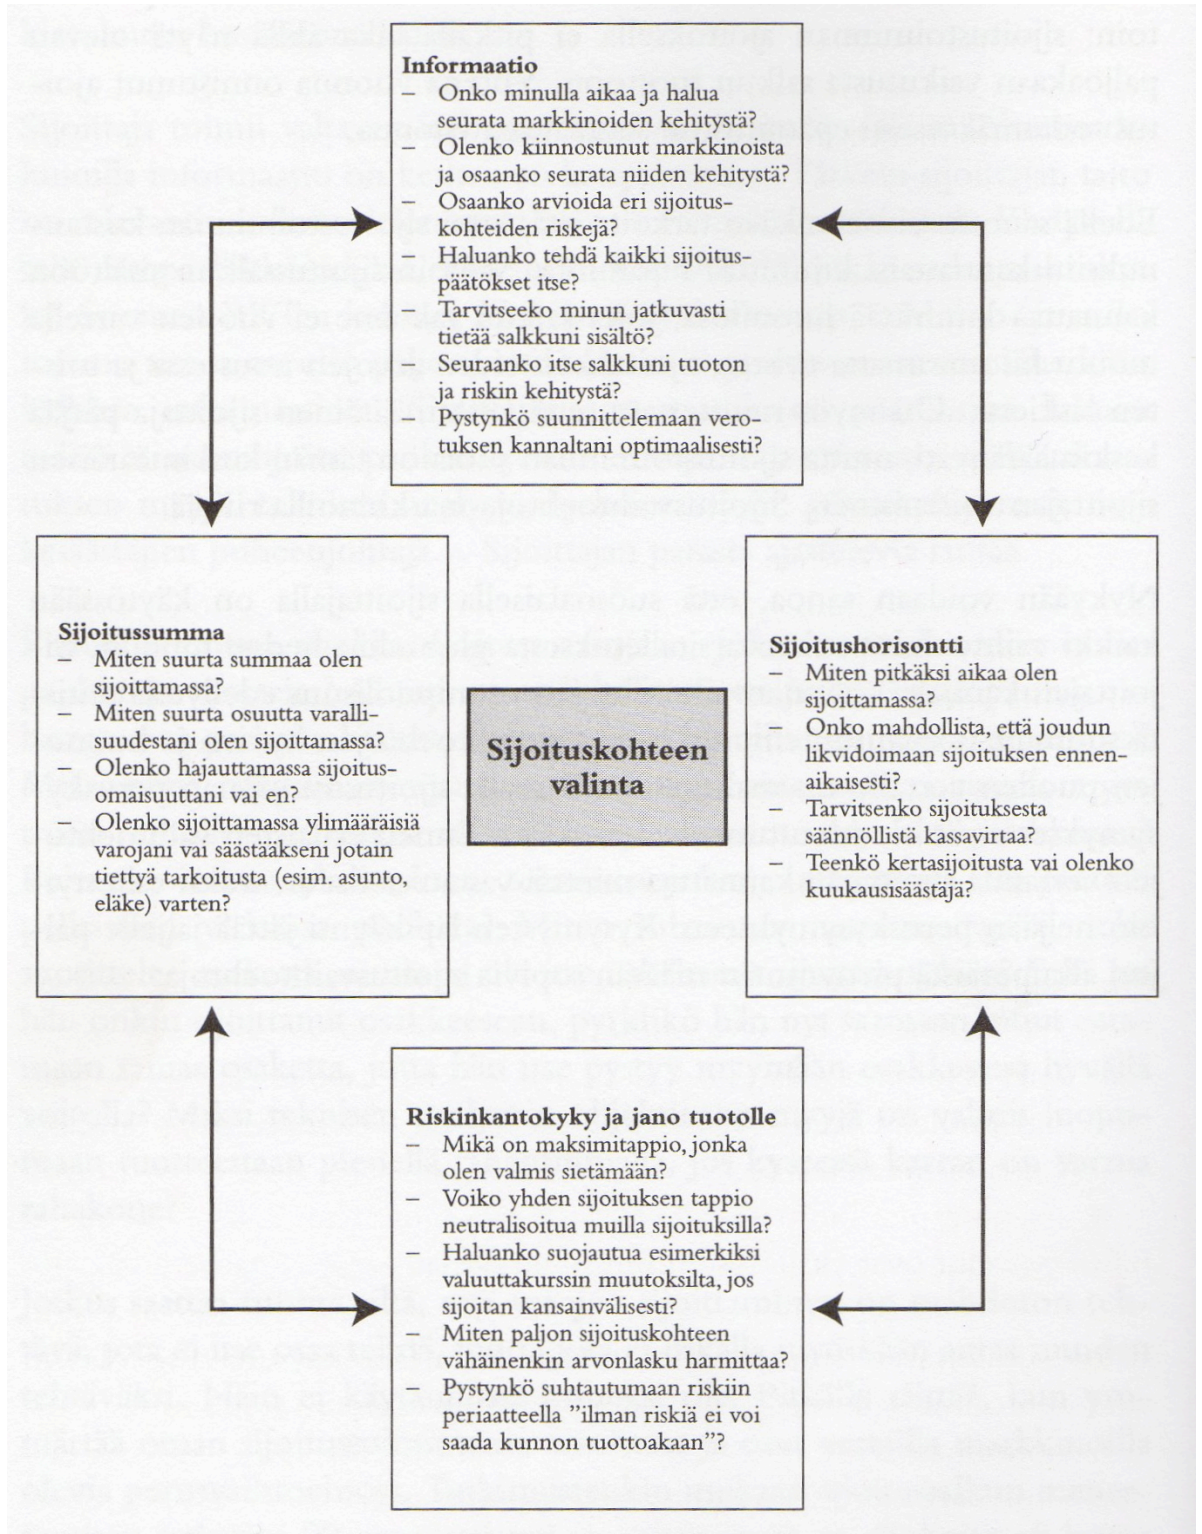 Informaatio
– Onko minulla aikaa ja halua
seurata markkinoiden kehitystä?
– Olenko kiinnostunut markkinoista
ja osaanko seurata niiden kehitystä?
– Osaanko arvioida eri sijoitus-
kohteiden riskejä?
– Haluanko tehdä kaikki sijoitus-
päätökset itse?
– Tarvitseeko minun jatkuvasti
tietää salkkuni sisältö?
– Seuraanko itse salkkuni tuoton
ja riskin kehitystä?
– Pystynkö suunnittelemaan vero-
tuksen kannaltani optimaalisesti?
Sijoitussumma
– Miten suurta summaa olen
sijoittamassa?
– Miten suurta osuutta varalli-
suudestani olen sijoittamassa?
– Olenko hajauttamassa sijoitus-
omaisuuttani vai en?
– Olenko sijoittamassa ylimääräisiä
varojani vai säästääkseni jotain
tiettyä tarkoitusta (esim. asunto,
eläke) varten?
Sijoituskohteen
valinta
Sijoitushorisontti
– Miten pitkäksi aikaa olen
sijoittamassa?
– Onko mahdollista, että joudun
likvidoimaan sijoituksen ennen-
aikaisesti?
– Tarvitsenko sijoituksesta
säännöllistä kassavirtaa?
– Teenkö kertasijoitusta vai olenko
kuukausisäästäjä?
Riskinkantokyky ja jano tuotolle
– Mikä on maksimitappio, jonka
olen valmis sietämään?
– Voiko yhden sijoituksen tappio
neutralisoitua muilla sijoituksilla?
– Haluanko suojautua esimerkiksi
valuuttakurssin muutoksilta, jos
sijoitan kansainvälisesti?
– Miten paljon sijoituskohteen
vähäinenkin arvonlasku harmittaa?
– Pystynkö suhtautumaan riskiin
periaatteella ”ilman riskiä ei voi
saada kunnon tuottoakaan”?